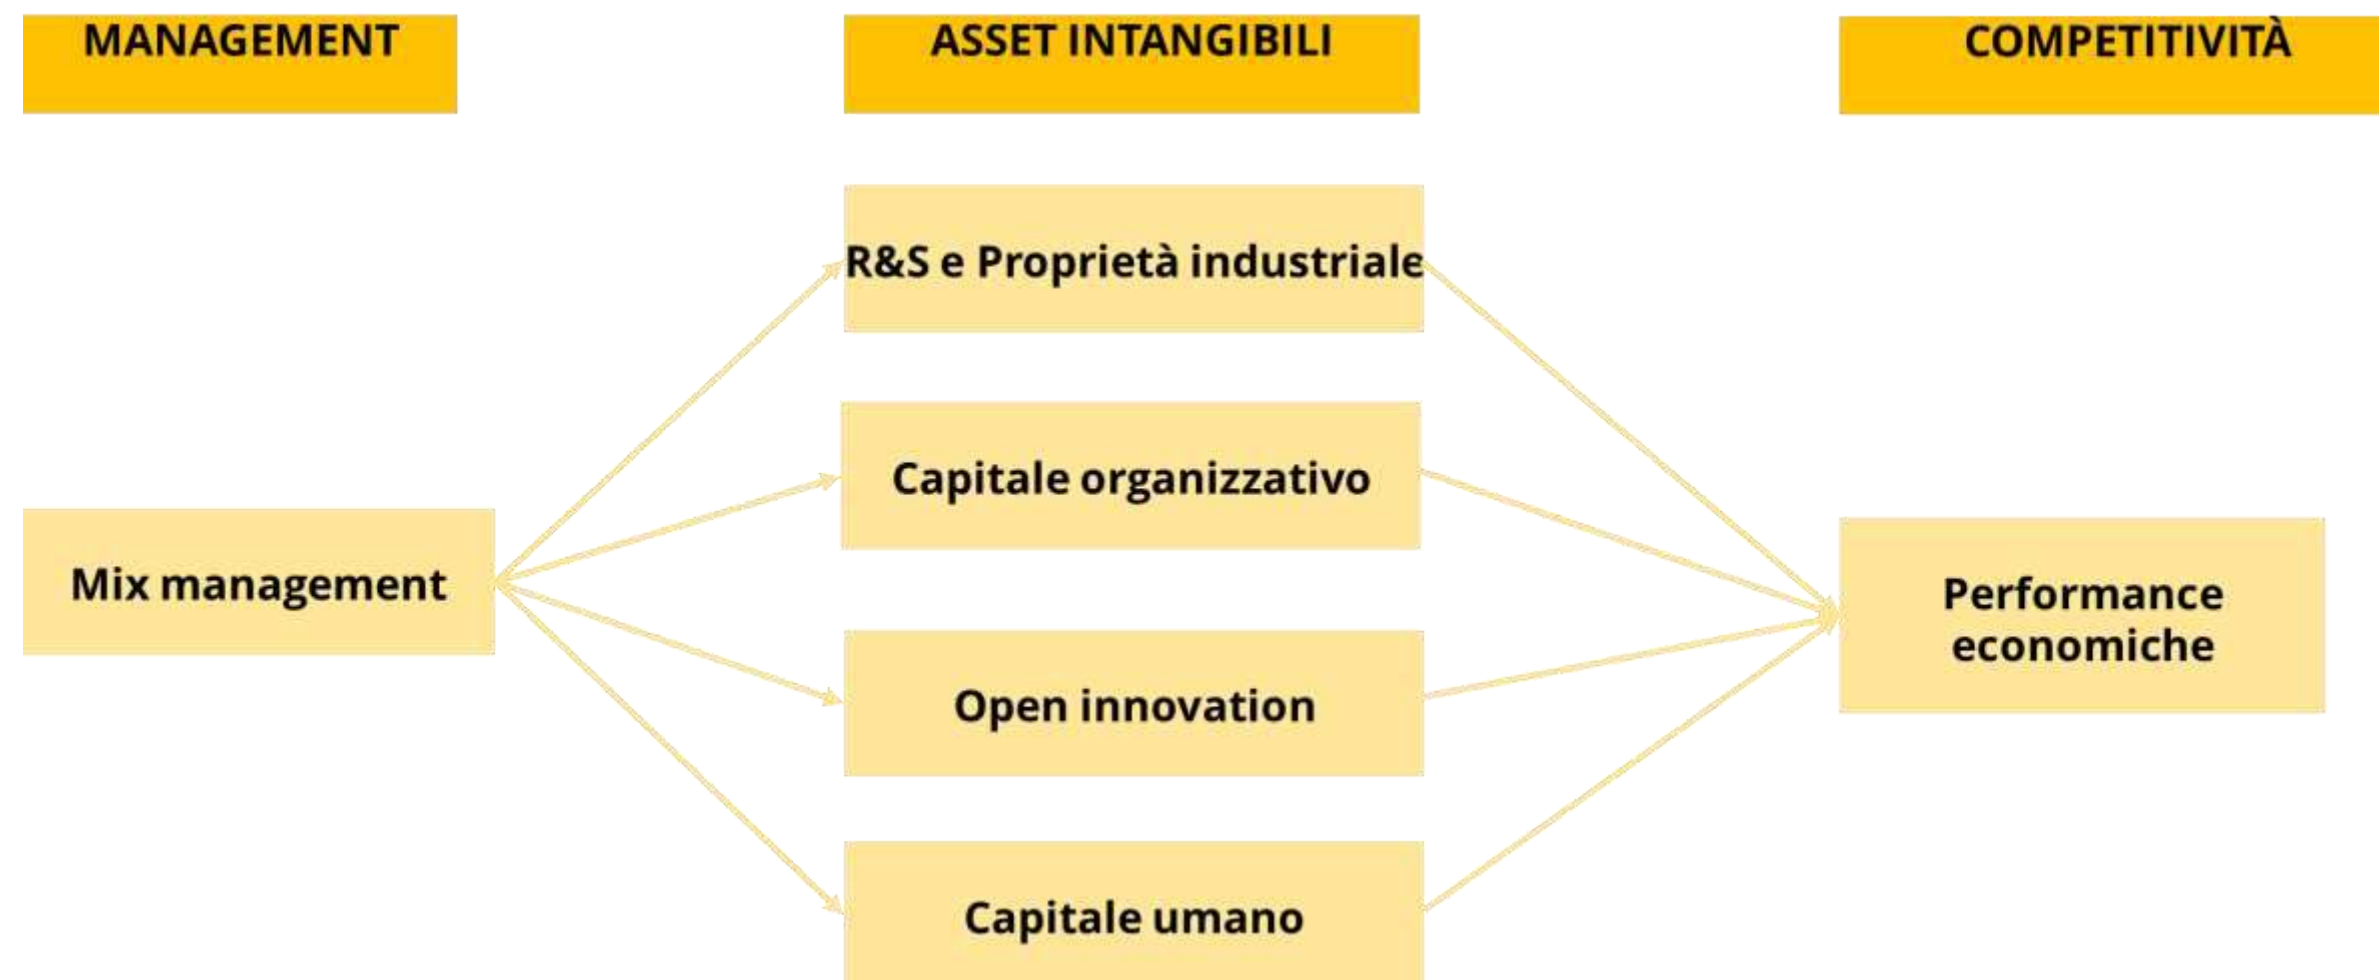 MANAGEMENT
ASSET INTANGIBILI
COMPETITIVITÀ
R&S e Proprietà industriale
Capitale organizzativo
Mix management
Performance
economiche
Open innovation
Capitale umano